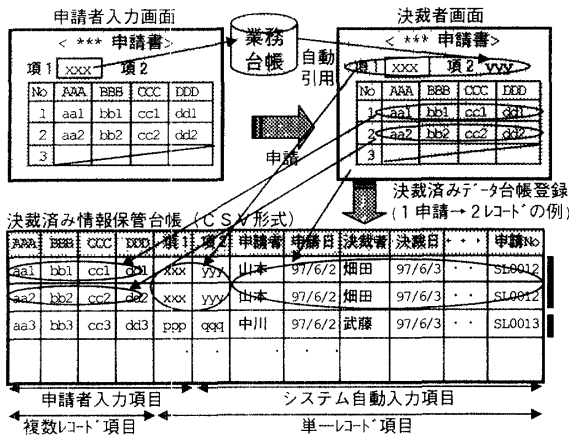 申請者入力画面
< *** 申請書>
項1 xxx 項2
No AAA BBB CCC DDD
1 aa1 bb1 cc1 dd1
2 aa2 bb2 cc2 dd2
3
業務
台帳
自動
引用
申請
決裁者画面
< *** 申請書>
項1 xxx 項2 yyy
No AAA BBB CCC DDD
1 aa1 bb1 cc1 dd1
2 aa2 bb2 cc2 dd2
3
決裁済みデータ台帳登録
(1申請→2レコードの例)
決裁済み情報保管台帳 (CSV形式)
AAA BBB CCC DDD 項1 項2 申請者 申請日 決裁者 決裁日 ・・・ 申請No
aa1 bb1 cc1 dd1 xxx yyy 山本 97/6/2 畑田 97/6/3 ・・ SL0012
aa2 bb2 cc2 dd2 xxx yyy 山本 97/6/2 畑田 97/6/3 ・・ SL0012
aa3 bb3 cc3 dd3 ppp qqq 中川 97/6/2 武藤 97/6/3 ・・ SL0013
申請者入力項目 システム自動入力項目
複数レコード項目 単一レコード項目